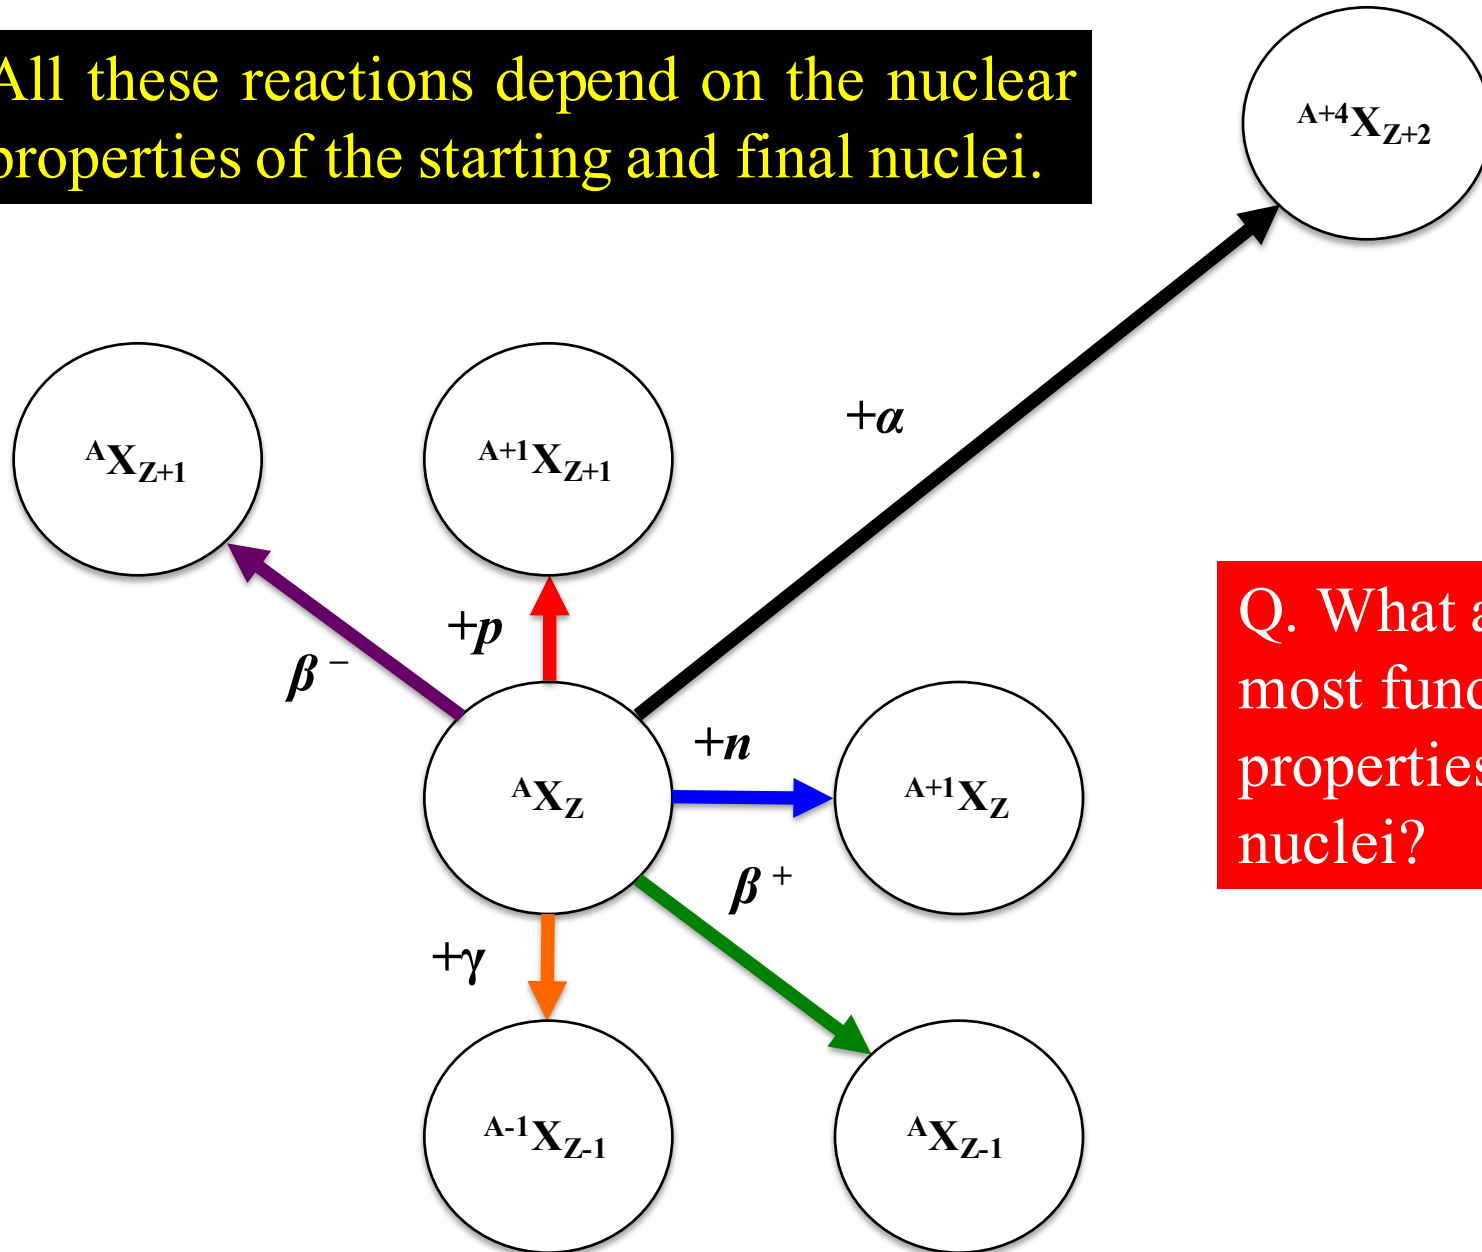 All these reactions depend on the nuclear
properties of the starting and final nuclei.
A+4XZ+2
+α
AXZ+1
A+1XZ+1
+p
β −
Q. What
most
properties
nuclei?
+n
AXZ
A+1XZ
β +
+γ
A-1XZ-1
AXZ-1